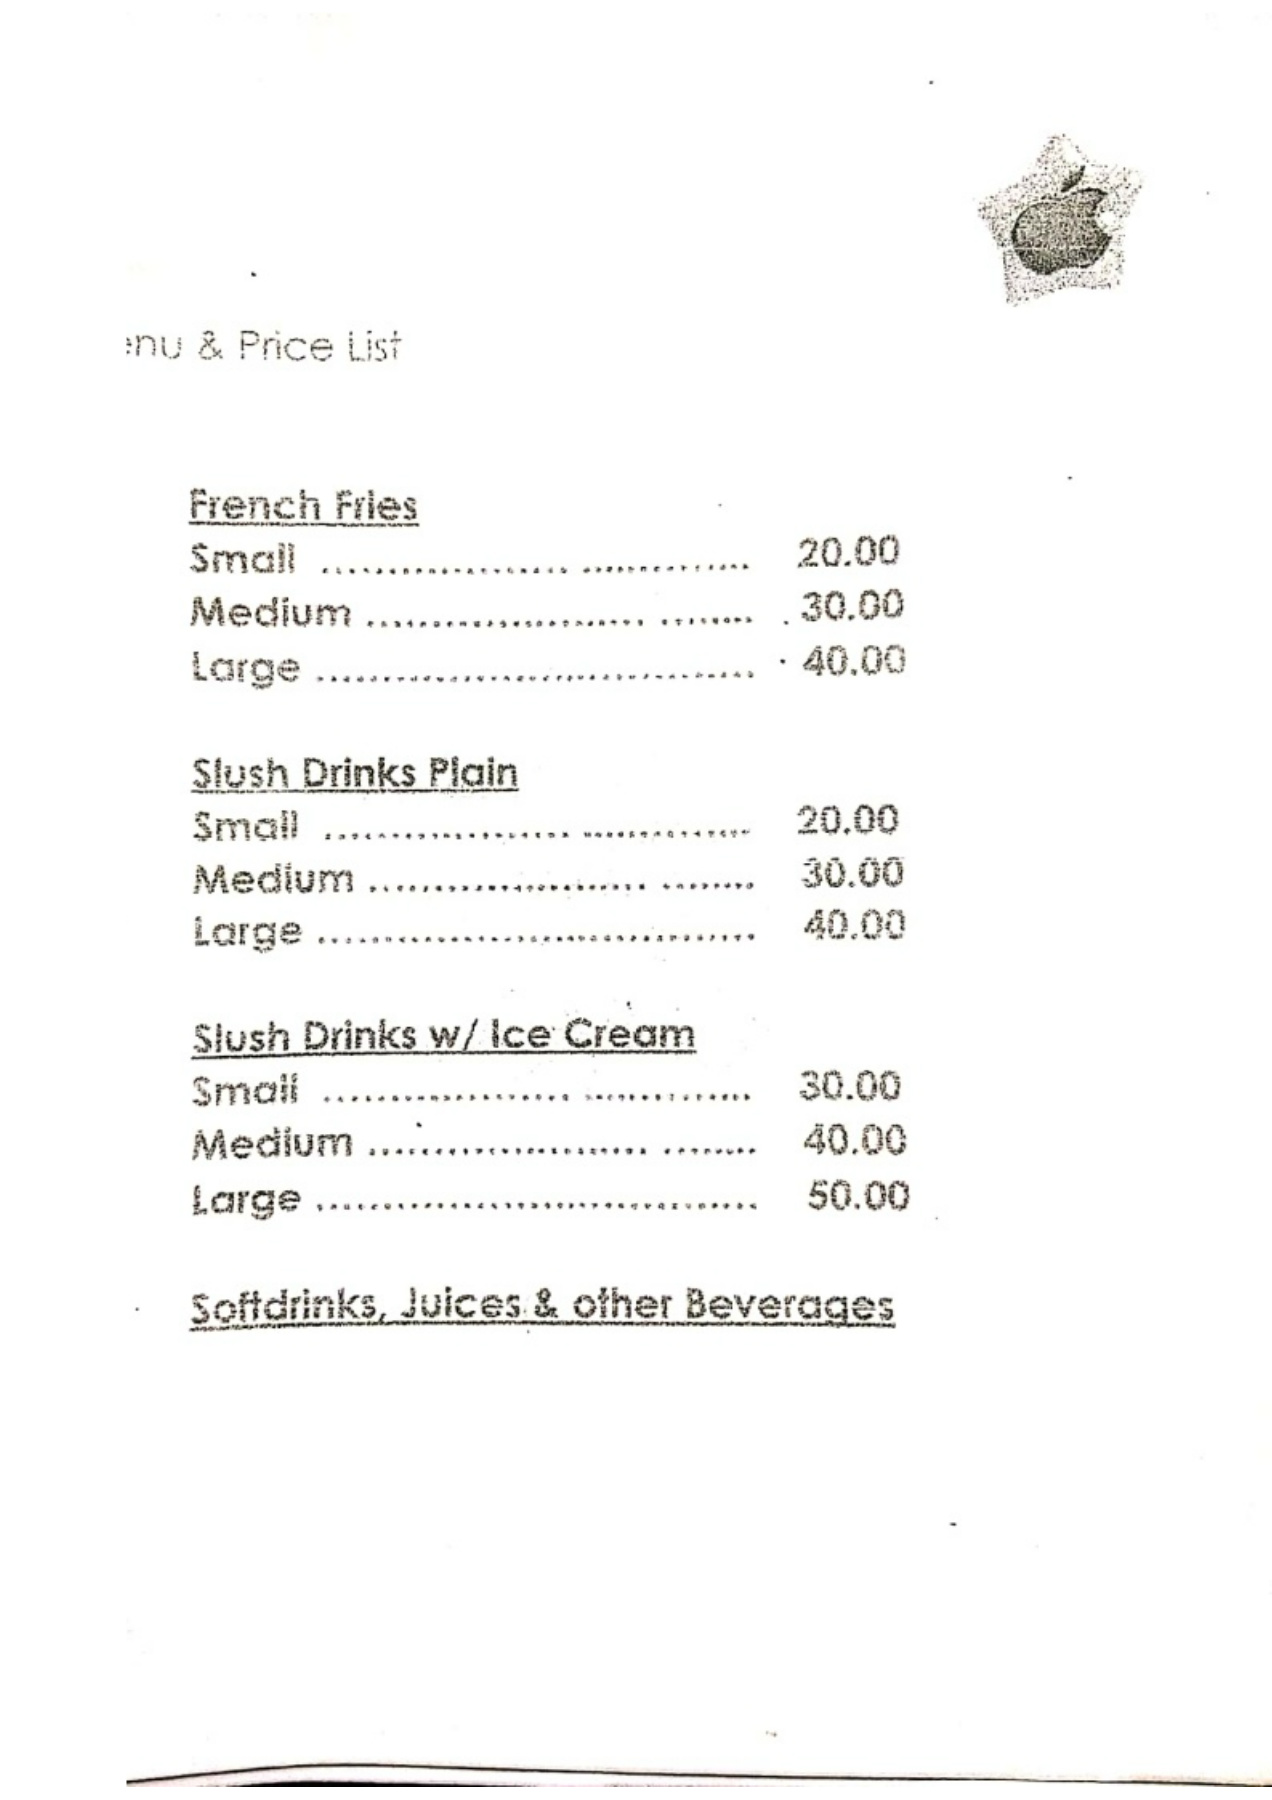 enu & Price List
French Fries
Small ................................ 20.00
Medium ............................. 30.00
Large ................................. 40.00
Slush Drinks Plain
Small ................................ 20.00
Medium ............................. 30.00
Large ................................. 40.00
Slush Drinks w/ Ice Cream
Small ................................ 30.00
Medium ............................. 40.00
Large ................................. 50.00
Softdrinks, Juices & other Beverages